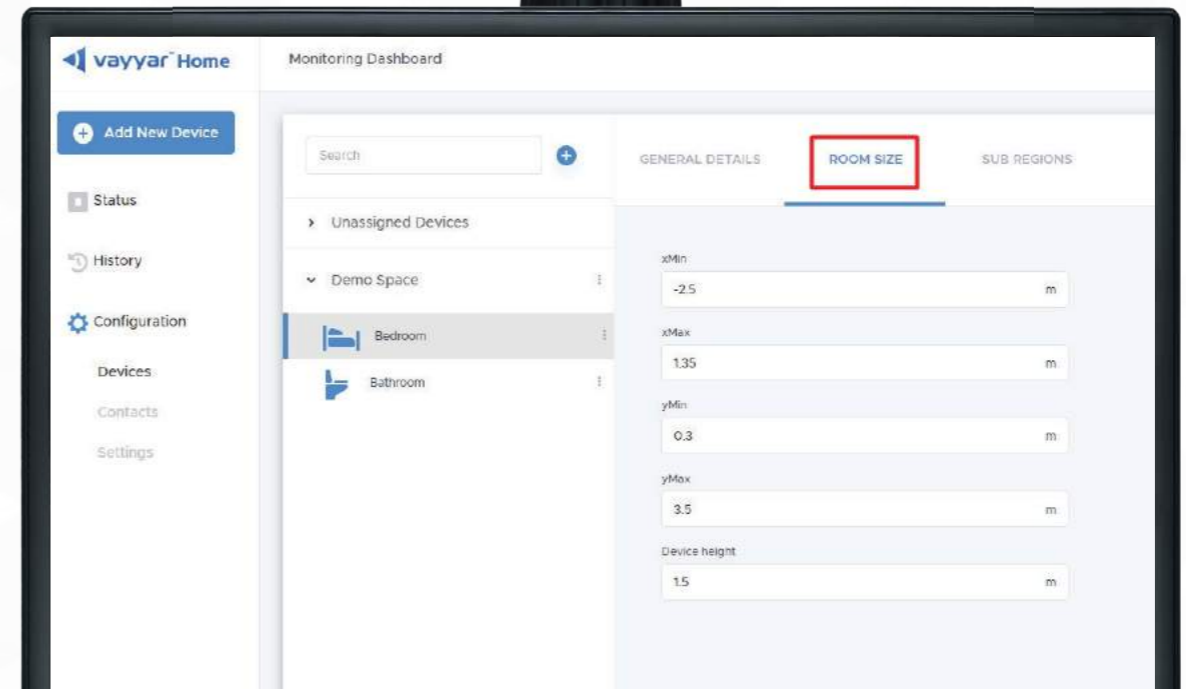 vayyar™ Home
Monitoring Dashboard
Add New Device
Status
History
Configuration
Devices
Contacts
Settings
Search
Unassigned Devices
Demo Space
Bedroom
Bathroom
GENERAL DETAILS
ROOM SIZE
SUB REGIONS
xMin
-2.5 m
xMax
1.35 m
yMin
0.3 m
yMax
3.5 m
Device height
1.5 m